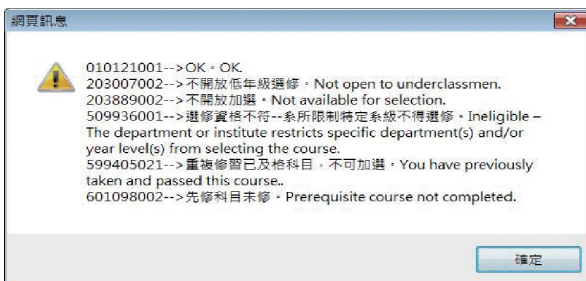 網頁訊息
010121001-->OK。OK.
203007002-->不開放低年級選修。Not open to underclassmen.
203889002-->不開放加選。Not available for selection.
509936001-->選修資格不符--系所限制特定系級不得選修。Ineligible –
The department or institute restricts specific department(s) and/or
year level(s) from selecting the course.
599405021-->重複修習已及格科目，不可加選。You have previously
taken and passed this course..
601098002-->先修科目未修。Prerequisite course not completed.
確定